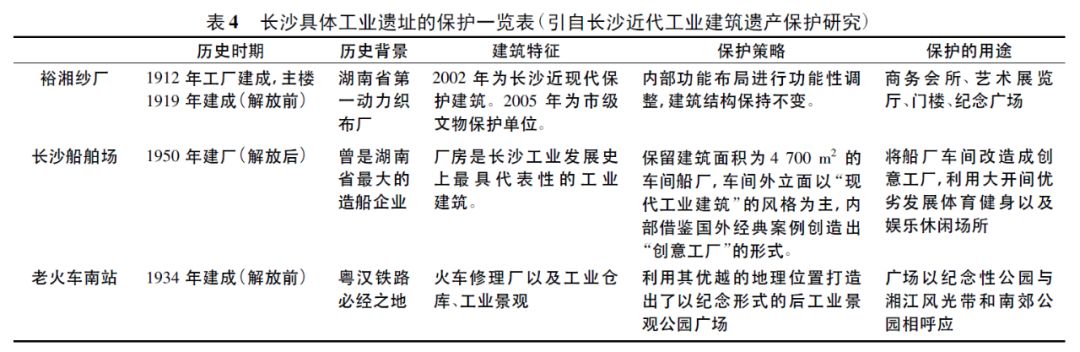 表 4 长沙具体工业遗址的保护一览表(引自长沙近代工业建筑遗产保护研究)
历史时期 历史背景 建筑特征 保护策略 保护的用途
裕湘纱厂 1912 年工厂建成,主楼 湖南省第 2002 年为长沙近现代保 内部功能布局进行功能性调 商务会所、艺术展览
1919 年建成(解放前) 一动力织 护建筑。2005 年为市级 整,建筑结构保持不变。 厅、门楼、纪念广场
布厂 文物保护单位。
长沙船舶场 1950 年建厂(解放后) 曾是湖南 厂房是长沙工业发展史 保留建筑面积为 4 700 m² 的 将船厂车间改造成创
省最大的 上最具代表性的工业 车间船厂,车间外立面以“现 意工厂,利用大开间优
造船企业 建筑。 代工业建筑”的风格为主,内 劣发展体育健身以及
部借鉴国外经典案例创造出 娱乐休闲场所
“创意工厂”的形式。
老火车南站 1934 年建成(解放前) 粤汉铁路 火车修理厂以及工业仓 利用其优越的地理位置打造 广场以纪念性公园与
必经之地 库、工业景观 出了以纪念形式的后工业景 湘江风光带和南郊公
观公园广场 园相呼应